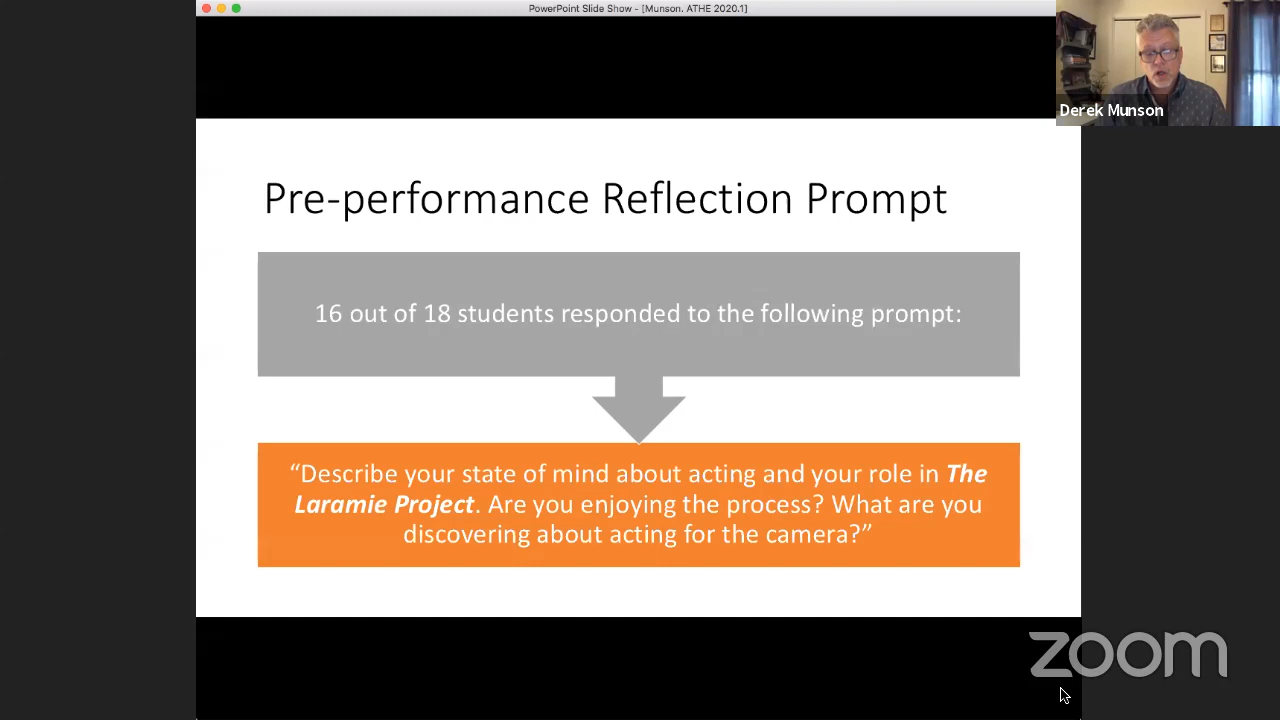 PowerPoint Slide Show - [Munson. ATHE 2020.1]
Derek Munson
Pre-performance Reflection Prompt
16 out of 18 students responded to the following prompt:
“Describe your state of mind about acting and your role in The
Laramie Project. Are you enjoying the process? What are you
discovering about acting for the camera?”
zoom